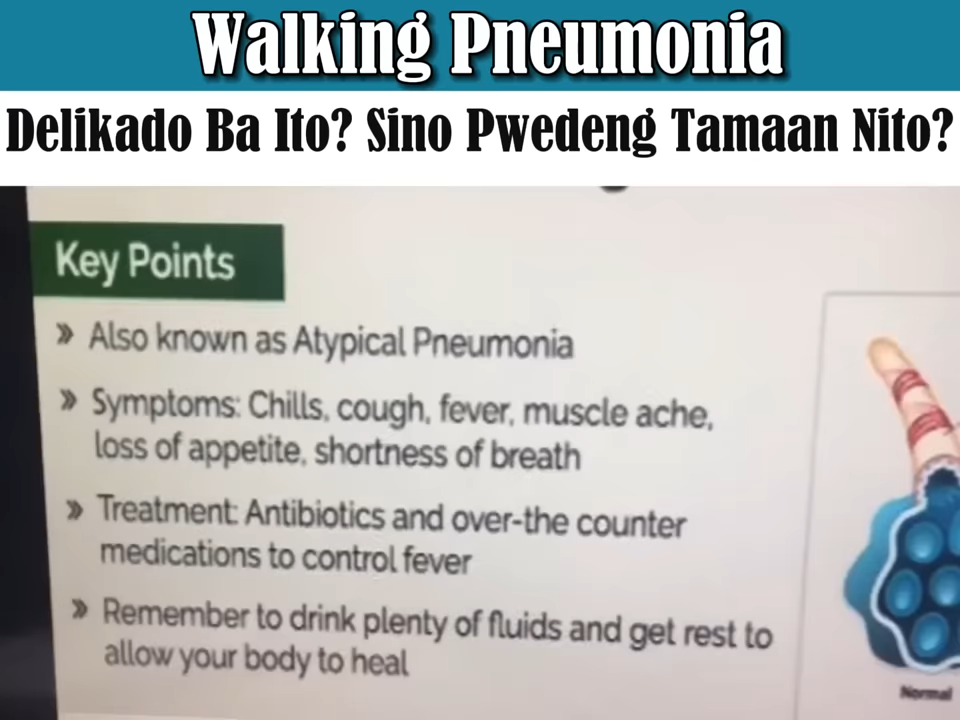 Walking Pneumonia
Delikado Ba Ito? Sino Pwedeng Tamaan Nito?
Key Points
» Also known as Atypical Pneumonia
» Symptoms: Chills, cough, fever, muscle ache,
loss of appetite, shortness of breath
» Treatment: Antibiotics and over-the counter
medications to control fever
» Remember to drink plenty of fluids and get rest to
allow your body to heal
Normal